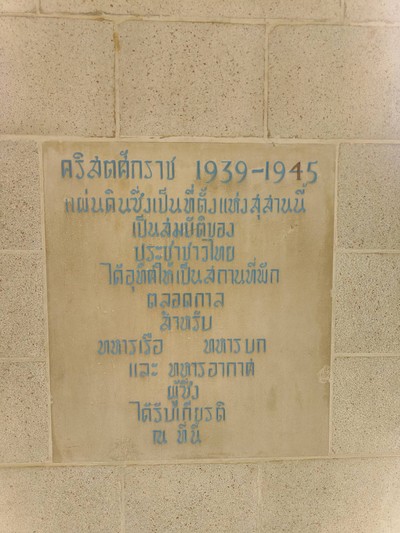 คริสตศักราช 1939-1945
ผผ่นดินซึ่งเป็นที่ตั้งแห่งสุสานนี้
เป็นสมบัติของ
ประชาชาวไทย
ได้อุทิศให้เป็นสถานที่พัก
ตลอดกาล
สำหรับ
ทหารเรือ ทหารบก
และ ทหารอากาศ
ผู้ซึ่ง
ได้รับเกียรติ
ณ ที่นี้